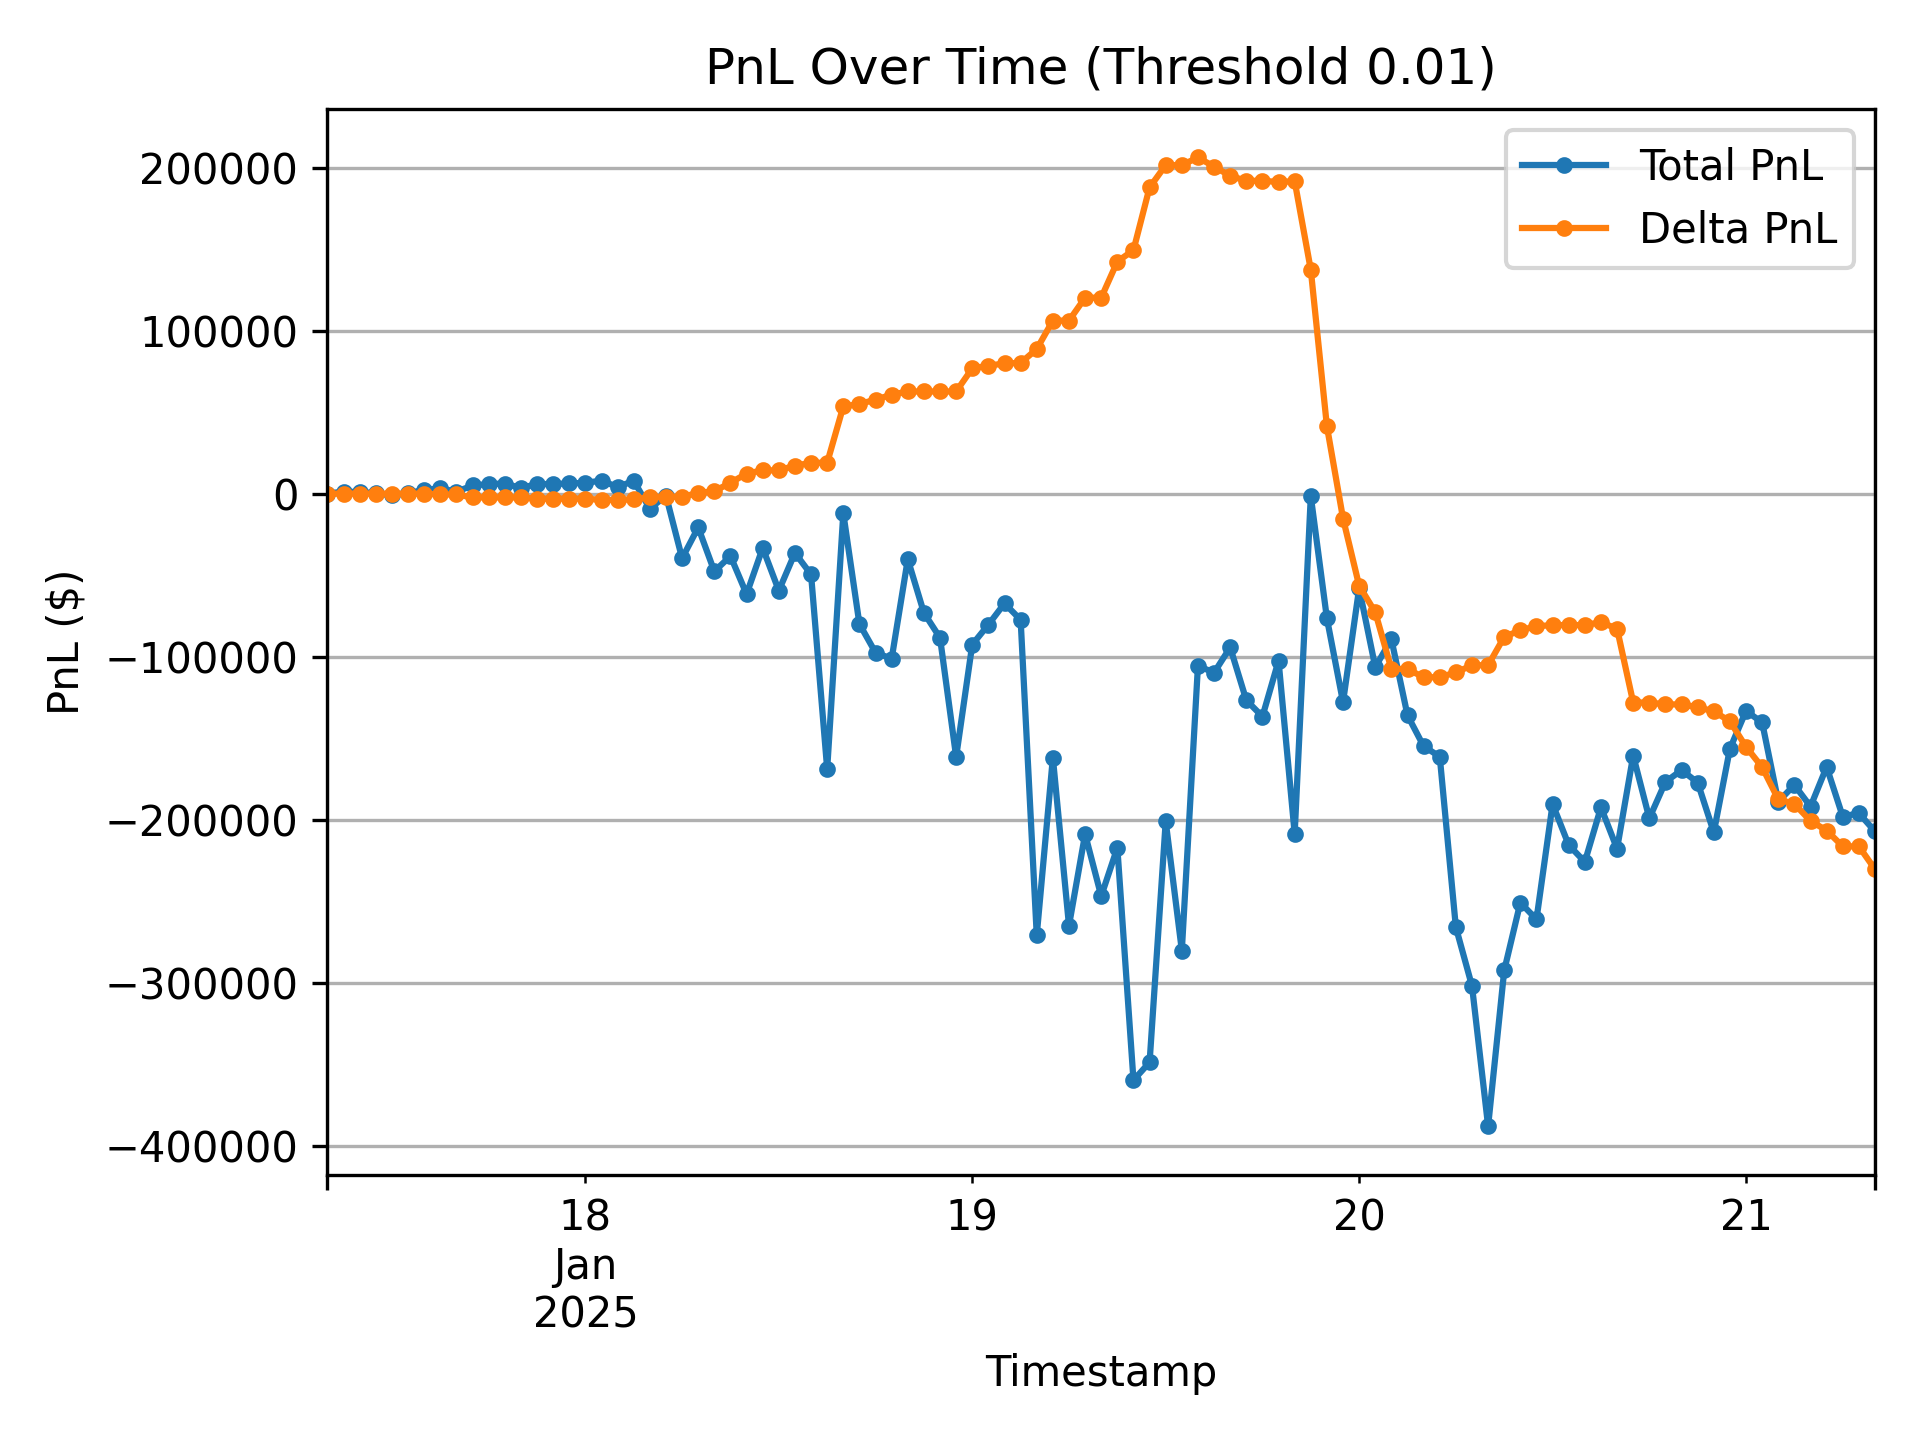 PnL Over Time (Threshold 0.01)
Total PnL
Delta PnL
PnL ($)
200000
100000
0
−100000
−200000
−300000
−400000
18
19
20
21
Jan
2025
Timestamp